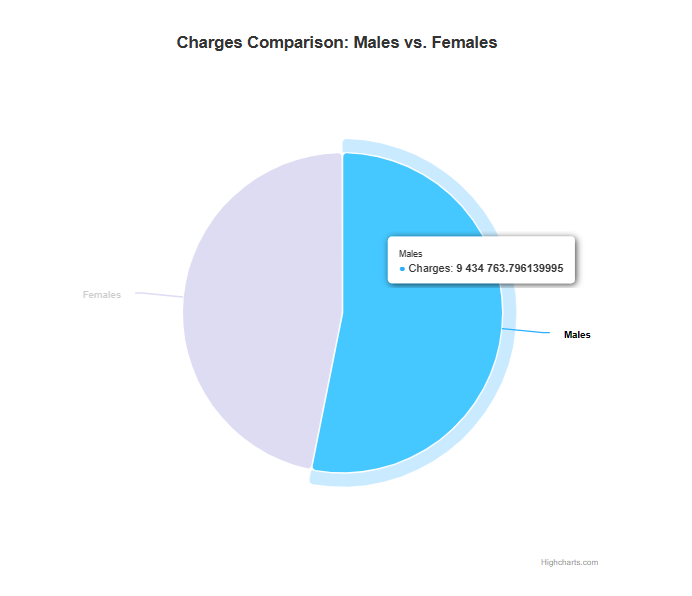 Charges Comparison: Males vs. Females
Males
● Charges: 9 434 763.796139995
Females
Males
Highcharts.com